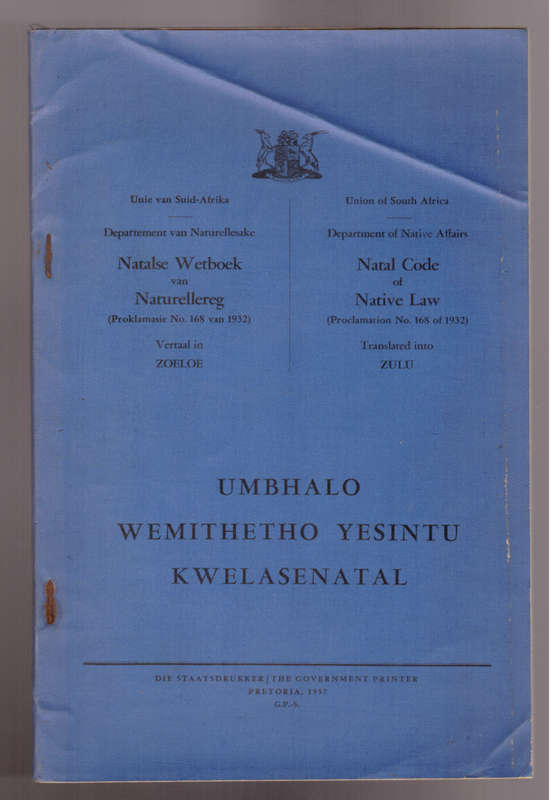 Unie van Suid-Afrika
Departement van Naturellesake
Natalse Wetboek
van
Naturellereg
(Proklamasie No. 168 van 1932)
Vertaal in
ZOELOE
Union of South Africa
Department of Native Affairs
Natal Code
of
Native Law
(Proclamation No. 168 of 1932)
Translated into
ZULU
UMBHALO
WEMITHETHO YESINTU
KWELASENATAL
DIE STAATSDRUKKER / THE GOVERNMENT PRINTER
PRETORIA, 1957
G.P.-S.